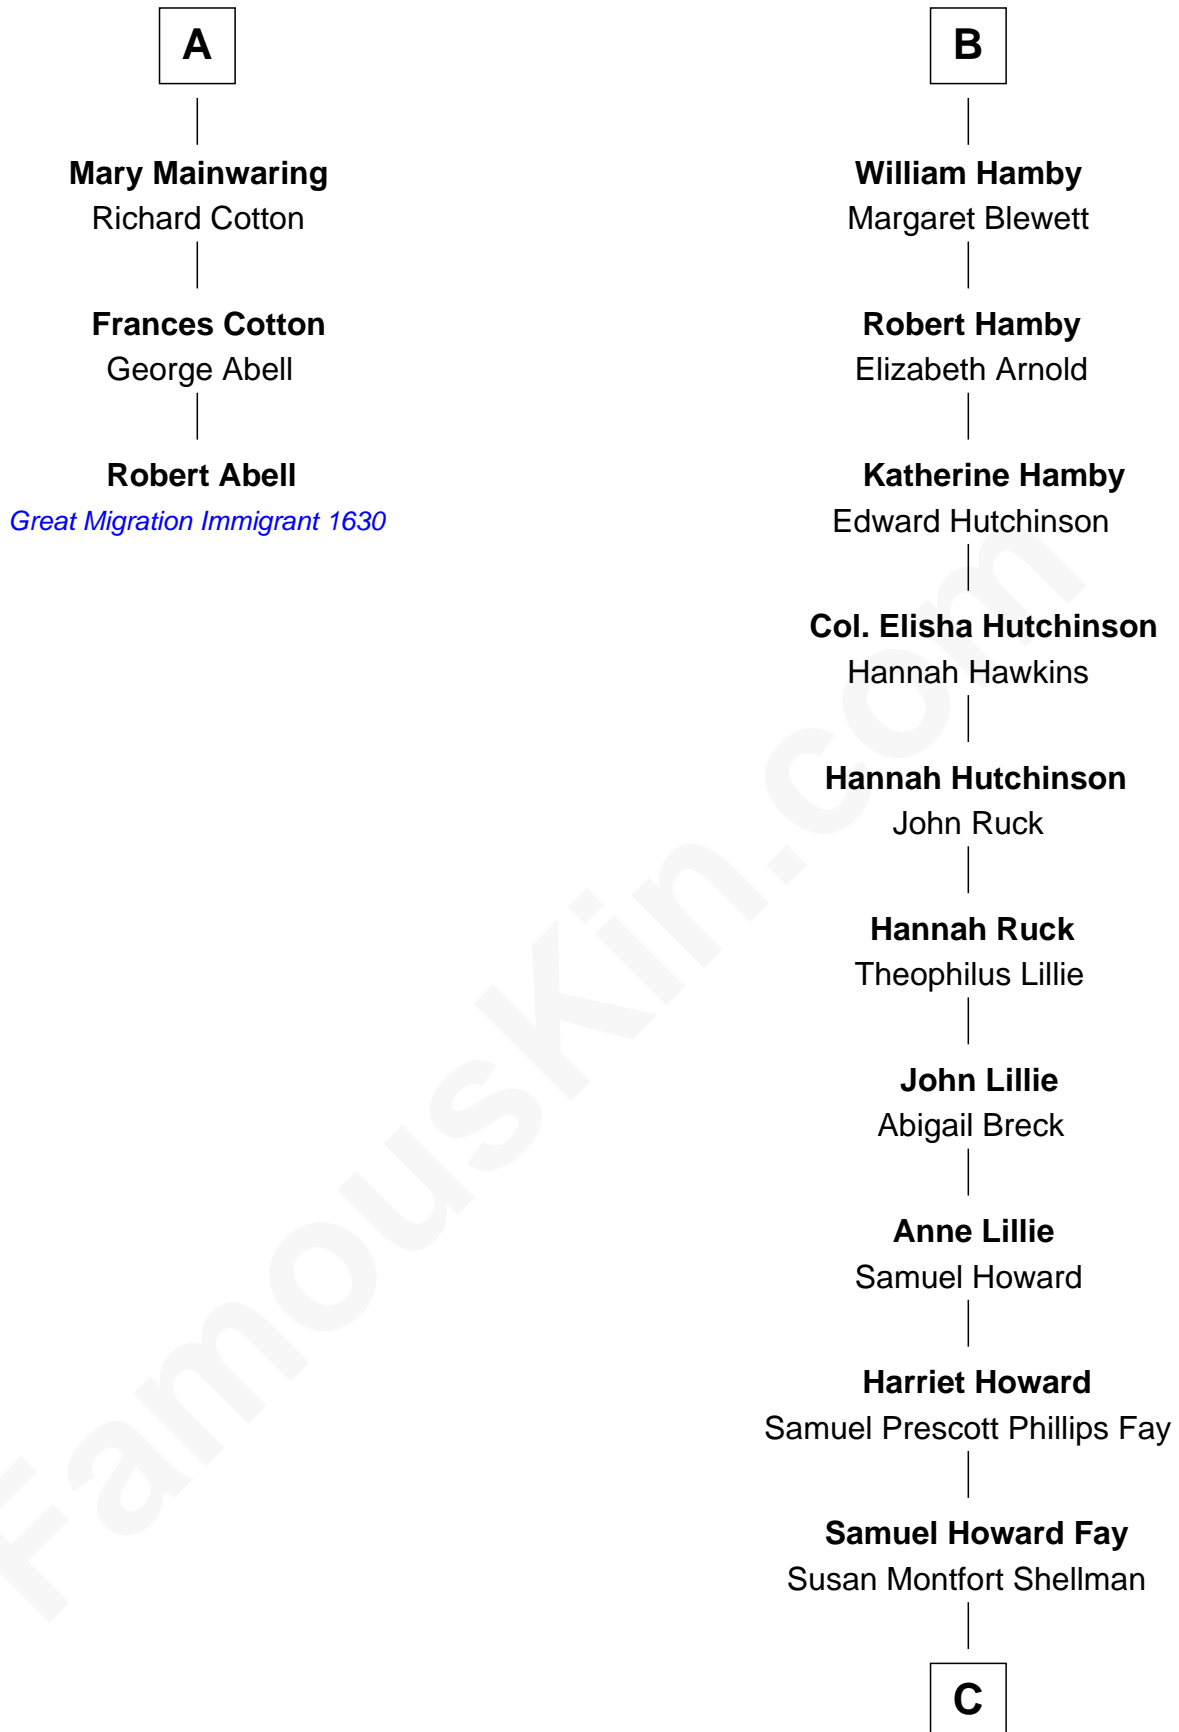 A
Mary Mainwaring
Richard Cotton
Frances Cotton
George Abell
Robert Abell
Great Migration Immigrant 1630
B
William Hamby
Margaret Blewett
Robert Hamby
Elizabeth Arnold
Katherine Hamby
Edward Hutchinson
Col. Elisha Hutchinson
Hannah Hawkins
Hannah Hutchinson
John Ruck
Hannah Ruck
Theophilus Lillie
John Lillie
Abigail Breck
Anne Lillie
Samuel Howard
Harriet Howard
Samuel Prescott Phillips Fay
Samuel Howard Fay
Susan Montfort Shellman
C
FamousKin.com